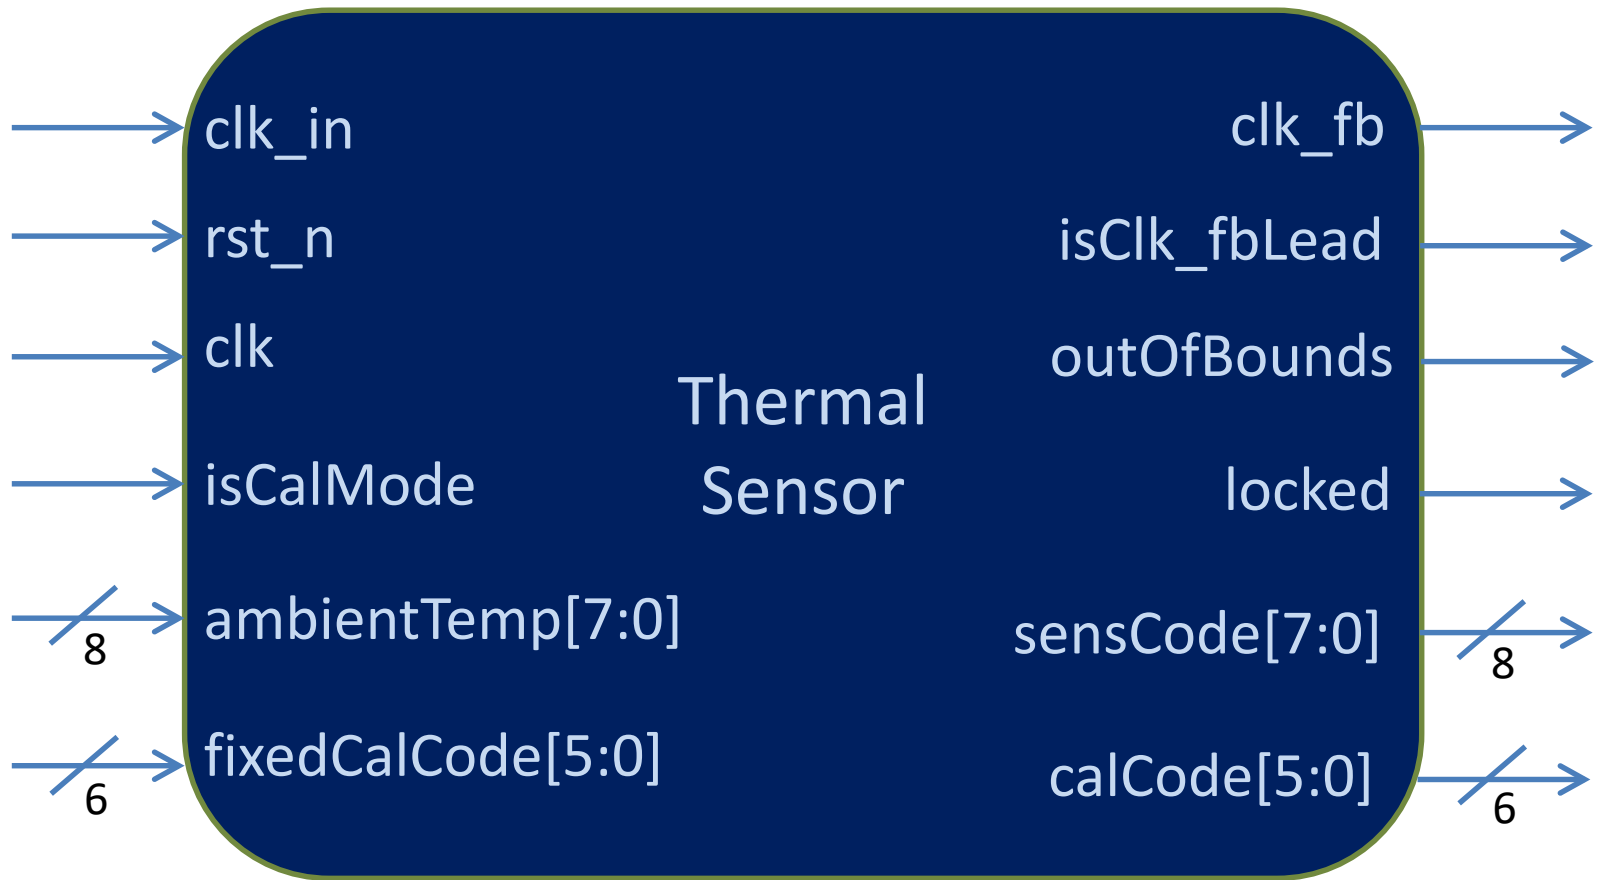 clk_in
rst_n
clk
isCalMode
ambientTemp[7:0]
8
fixedCalCode[5:0]
6
Thermal
Sensor
clk_fb
isClk_fbLead
outOfBounds
locked
sensCode[7:0]
8
calCode[5:0]
6